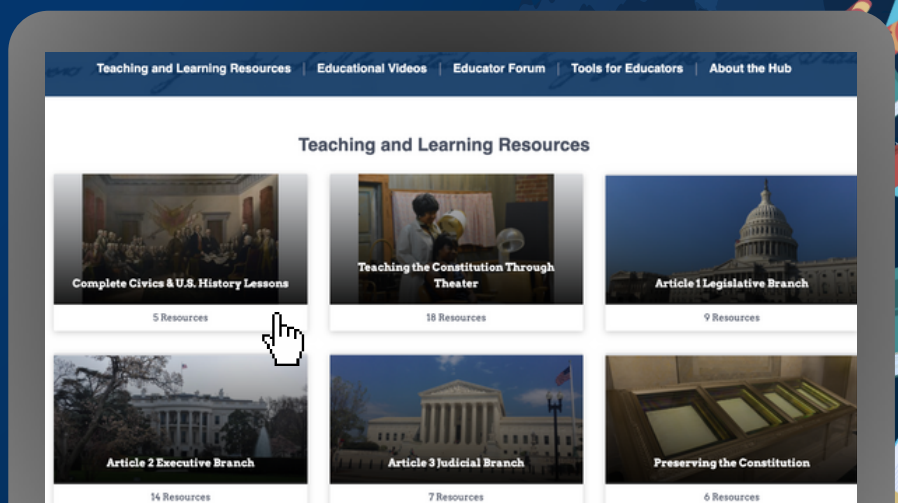 Teaching and Learning Resources | Educational Videos | Educator Forum | Tools for Educators | About the Hub
Teaching and Learning Resources
Complete Civics & U.S. History Lessons
5 Resources
Teaching the Constitution Through
Theater
18 Resources
Article 1 Legislative Branch
9 Resources
Article 2 Executive Branch
14 Resources
Article 3 Judicial Branch
7 Resources
Preserving the Constitution
6 Resources